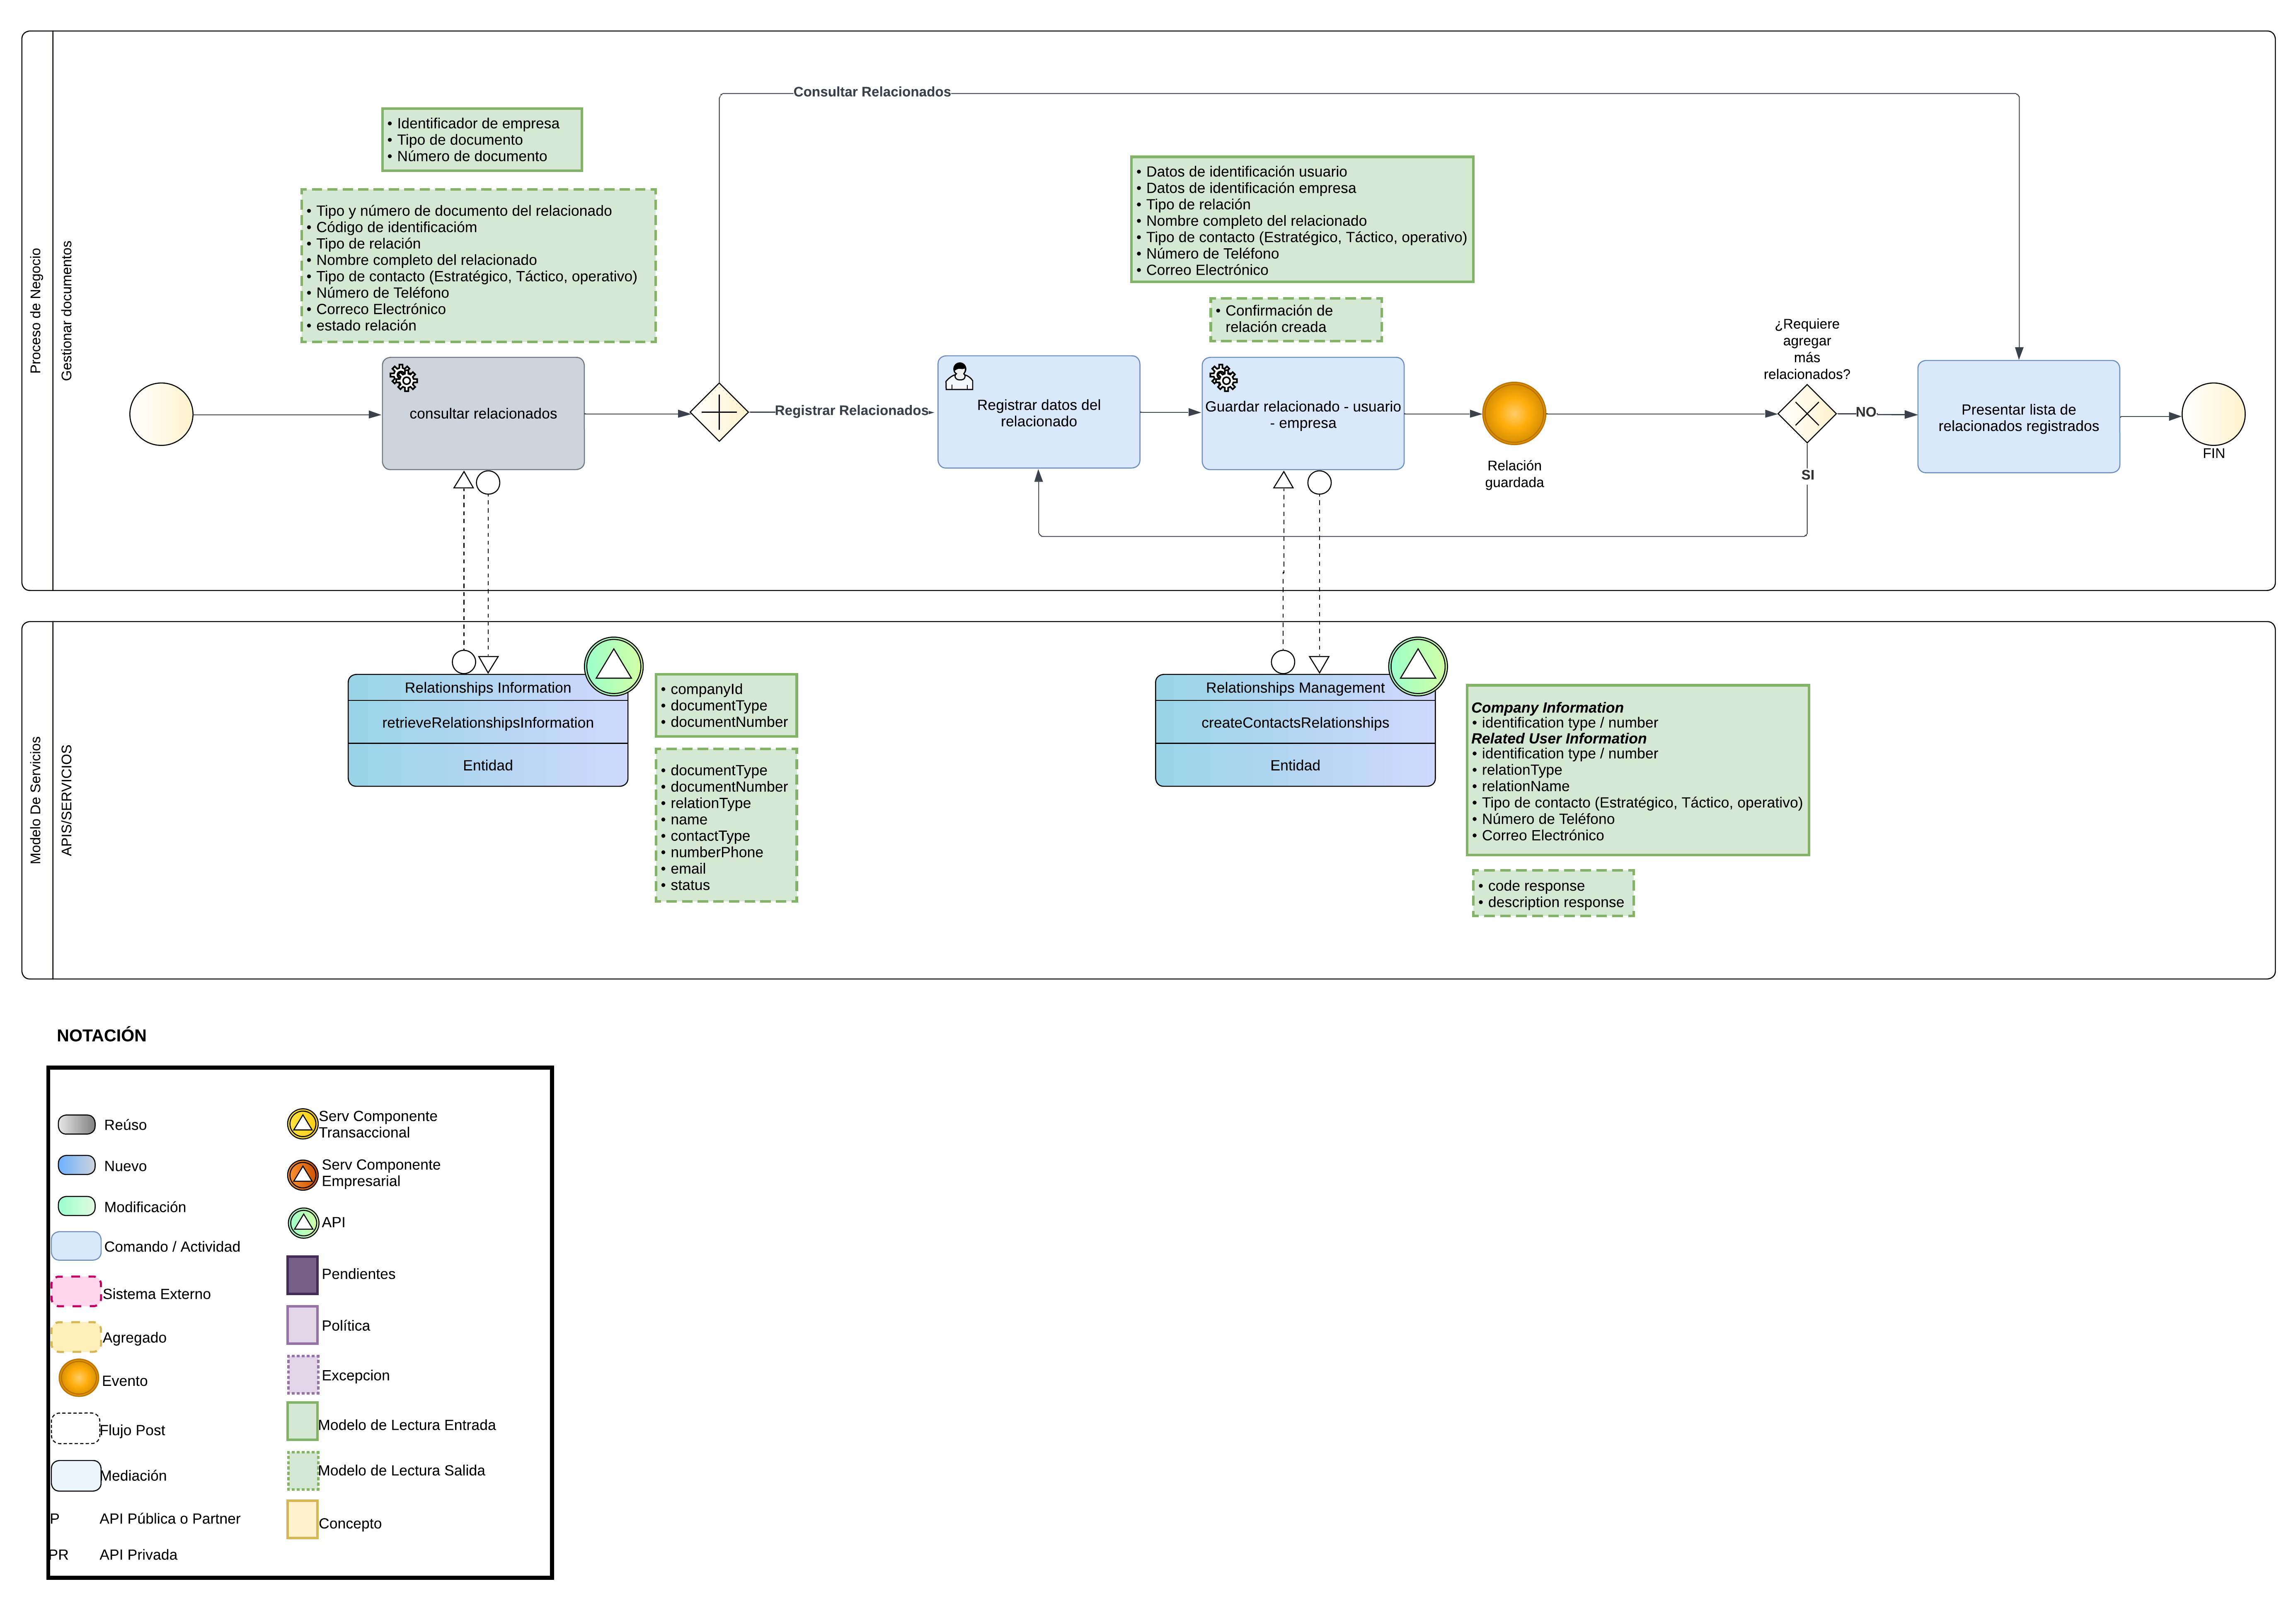 Proceso de Negocio
Gestionar documentos
Consultar Relacionados
• Identificador de empresa
• Tipo de documento
• Número de documento
• Tipo y número de documento del relacionado
• Código de identificacióm
• Tipo de relación
• Nombre completo del relacionado
• Tipo de contacto (Estratégico, Táctico, operativo)
• Número de Teléfono
• Correco Electrónico
• estado relación
• Datos de identificación usuario
• Datos de identificación empresa
• Tipo de relación
• Nombre completo del relacionado
• Tipo de contacto (Estratégico, Táctico, operativo)
• Número de Teléfono
• Correo Electrónico
• Confirmación de
relación creada
consultar relacionados
Registrar Relacionados
Registrar datos del
relacionado
Guardar relacionado - usuario
- empresa
Relación
guardada
¿Requiere
agregar
más
relacionados?
NO
SI
Presentar lista de
relacionados registrados
FIN
Modelo De Servicios
APIS/SERVICIOS
Relationships Information
retrieveRelationshipsInformation
Entidad
• companyId
• documentType
• documentNumber
• documentType
• documentNumber
• relationType
• name
• contactType
• numberPhone
• email
• status
Relationships Management
createContactsRelationships
Entidad
Company Information
• identification type / number
Related User Information
• identification type / number
• relationType
• relationName
• Tipo de contacto (Estratégico, Táctico, operativo)
• Número de Teléfono
• Correo Electrónico
• code response
• description response
NOTACIÓN
Reúso
Nuevo
Modificación
Comando / Actividad
Sistema Externo
Agregado
Evento
Flujo Post
Mediación
P API Pública o Partner
PR API Privada
Serv Componente
Transaccional
Serv Componente
Empresarial
API
Pendientes
Política
Excepcion
Modelo de Lectura Entrada
Modelo de Lectura Salida
Concepto